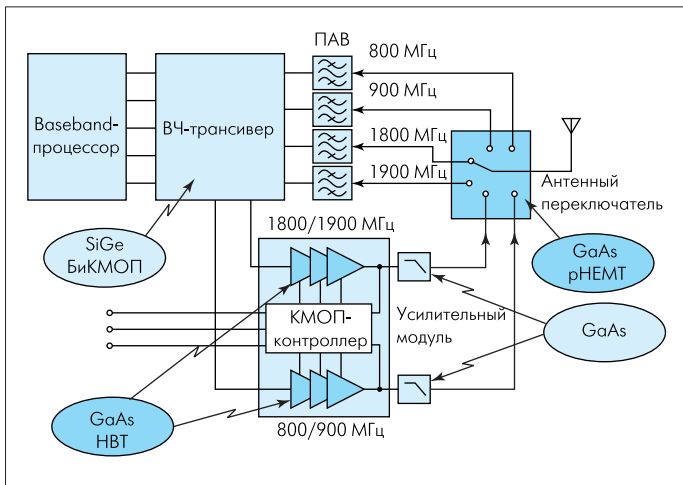 ПАВ
800 МГц
900 МГц
1800 МГц
1900 МГц
Baseband-
процессор
ВЧ-трансивер
Антенный
переключатель
SiGe
БиКМОП
1800/1900 МГц
GaAs
pHEMT
КМОП-
контроллер
Усилительный
модуль
GaAs
GaAs
HBT
800/900 МГц